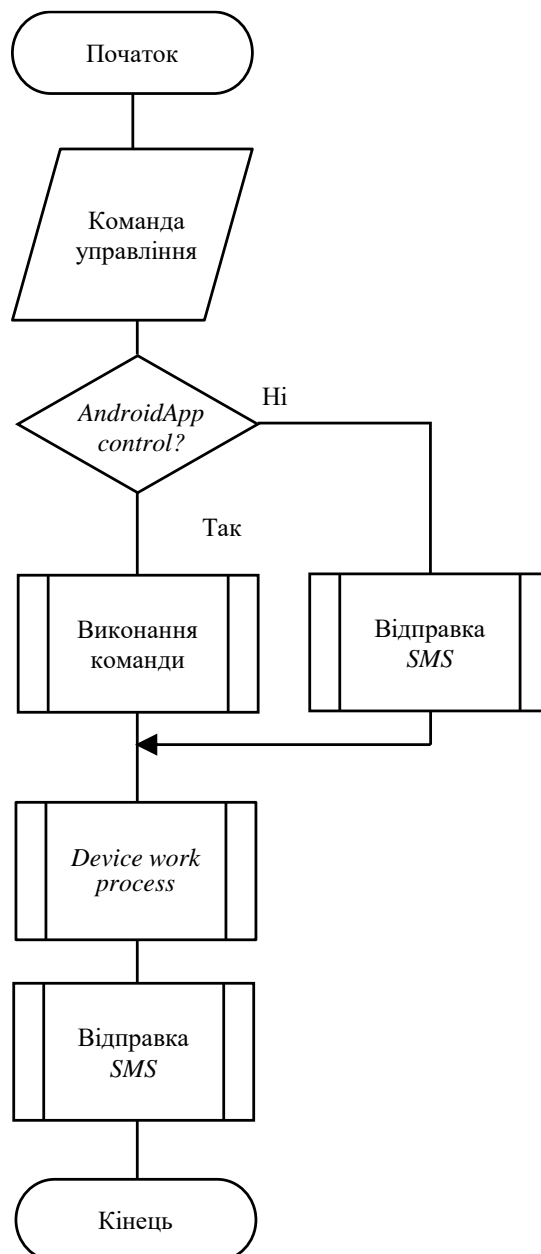 Початок
Команда
управління
AndroidApp
control?
Ні
Так
Виконання
команди
Відправка
SMS
Device work
process
Відправка
SMS
Кінець